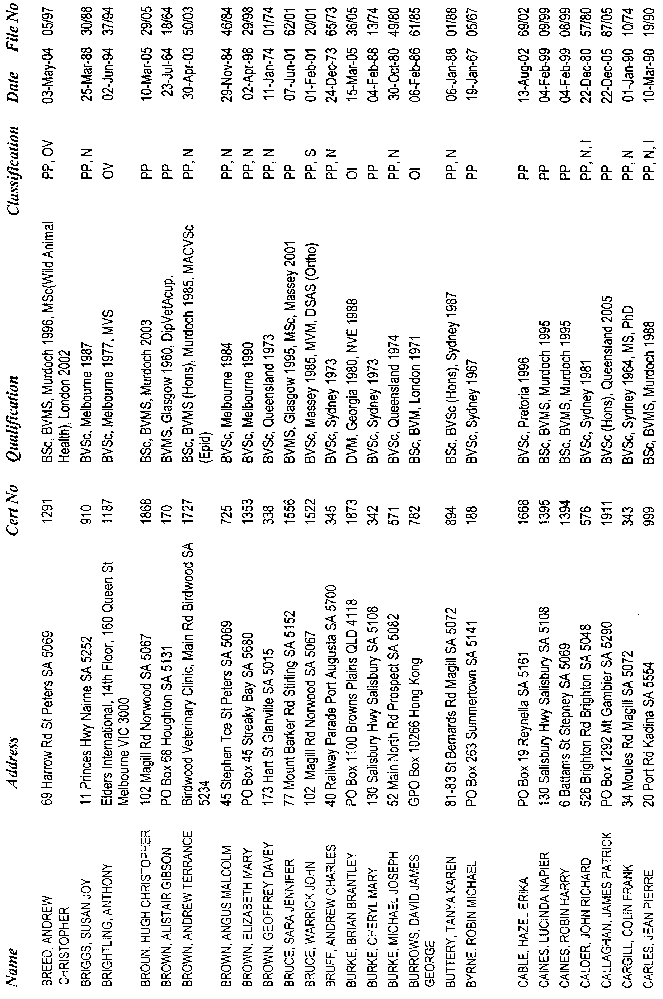 Name Address Cert No Qualification Classification Date File No
BREED, ANDREW 69 Harrow Rd St Peters SA 5069 1291 BSc, BVMS, Murdoch 1996, MSc(Wild Animal PP, OV 03-May-04 05/97
CHRISTOPHER Health), London 2002
BRIGGS, SUSAN JOY 11 Princes Hwy Nairne SA 5252 910 BVSc, Melbourne 1987 PP, N 25-Mar-88 30/88
BRIGHTLING, ANTHONY Elders International, 14th Floor, 160 Queen St 1187 BVSc, Melbourne 1977, MVS OV 02-Jun-94 37/94
Melbourne VIC 3000
BROUN, HUGH CHRISTOPHER 102 Magill Rd Norwood SA 5067 1868 BSc, BVMS, Murdoch 2003 PP 10-Mar-05 29/05
BROWN, ALISTAIR GIBSON PO Box 68 Houghton SA 5131 170 BVMS, Glasgow 1960, DipVetAcup. PP 23-Jul-64 18/64
BROWN, ANDREW TERRANCE Birdwood Veterinary Clinic, Main Rd Birdwood SA 1727 BSc, BVMS (Hons), Murdoch 1985, MACVSc PP, N 30-Apr-03 50/03
5234 (Epid)
BROWN, ANGUS MALCOLM 45 Stephen Tce St Peters SA 5069 725 BVSc, Melbourne 1984 PP, N 29-Nov-84 46/84
BROWN, ELIZABETH MARY PO Box 45 Streaky Bay SA 5680 1353 BVSc, Melbourne 1990 PP, N 02-Apr-98 29/98
BROWN, GEOFFREY DAVEY 173 Hart St Glanville SA 5015 338 BVSc, Queensland 1973 PP, N 11-Jan-74 01/74
BRUCE, SARA JENNIFER 77 Mount Barker Rd Stirling SA 5152 1556 BVMS, Glasgow 1995, MSc, Massey 2001 PP 07-Jun-01 62/01
BRUCE, WARRICK JOHN 102 Magill Rd Norwood SA 5067 1522 BVSc, Massey 1985, MVM, DSAS (Ortho) PP, S 01-Feb-01 20/01
BRUFF, ANDREW CHARLES 40 Railway Parade Port Augusta SA 5700 345 BVSc, Sydney 1973 PP, N 24-Dec-73 65/73
BURKE, BRIAN BRANTLEY PO Box 1100 Browns Plains QLD 4118 1873 DVM, Georgia 1980, NVE 1988 OI 15-Mar-05 36/05
BURKE, CHERYL MARY 130 Salisbury Hwy Salisbury SA 5108 342 BVSc, Sydney 1973 PP 04-Feb-88 13/74
BURKE, MICHAEL JOSEPH 52 Main North Rd Prospect SA 5082 571 BVSc, Queensland 1974 PP, N 30-Oct-80 49/80
BURROWS, DAVID JAMES GPO Box 10266 Hong Kong 782 BSc, BVM, London 1971 OI 06-Feb-86 61/85
GEORGE
BUTTERY, TANYA KAREN 81-83 St Bernards Rd Magill SA 5072 894 BSc, BVSc (Hons), Sydney 1987 PP, N 06-Jan-88 01/88
BYRNE, ROBIN MICHAEL PO Box 263 Summertown SA 5141 188 BVSc, Sydney 1967 PP 19-Jan-67 05/67
CABLE, HAZEL ERIKA PO Box 19 Reynella SA 5161 1668 BVSc, Pretoria 1996 PP 13-Aug-02 69/02
CAINES, LUCINDA NAPIER 130 Salisbury Hwy Salisbury SA 5108 1395 BSc, BVMS, Murdoch 1995 PP 04-Feb-99 09/99
CAINES, ROBIN HARRY 6 Battams St Stepney SA 5069 1394 BSc, BVMS, Murdoch 1995 PP 04-Feb-99 08/99
CALDER, JOHN RICHARD 526 Brighton Rd Brighton SA 5048 576 BVSc, Sydney 1981 PP, N, I 22-Dec-80 57/80
CALLAGHAN, JAMES PATRICK PO Box 1292 Mt Gambier SA 5290 1911 BVSc (Hons), Queensland 2005 PP 22-Dec-05 87/05
CARGILL, COLIN FRANK 34 Moules Rd Magill SA 5072 343 BVSc, Sydney 1964, MS, PhD PP, N 01-Jan-90 10/74
CARLES, JEAN PIERRE 20 Port Rd Kadina SA 5554 999 BSc, BVMS, Murdoch 1988 PP, N, I 10-Mar-90 19/90